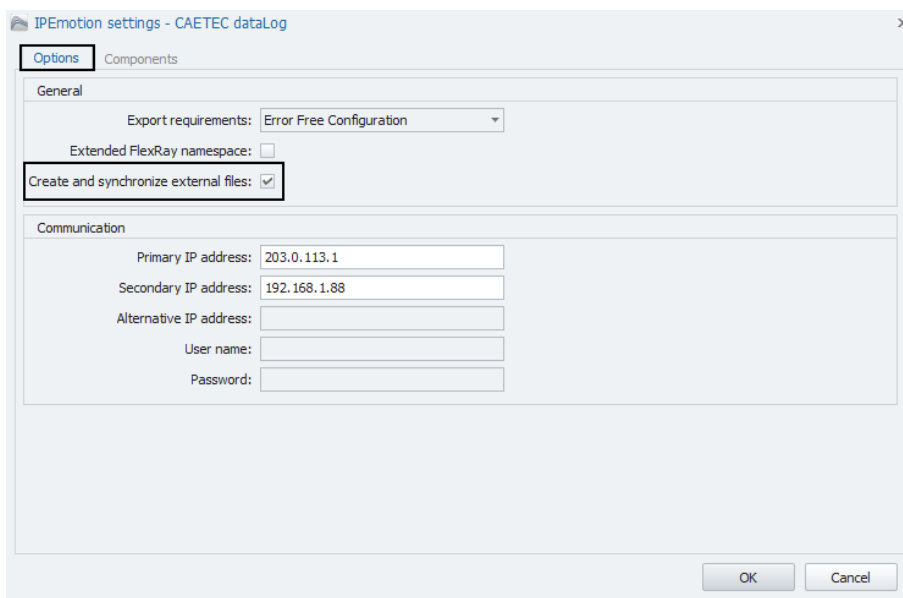 IPEmotion settings - CAETEC dataLog
Options Components
General
Export requirements: Error Free Configuration
Extended FlexRay namespace:
Create and synchronize external files:
Communication
Primary IP address: 203.0.113.1
Secondary IP address: 192.168.1.88
Alternative IP address:
User name:
Password:
OK Cancel